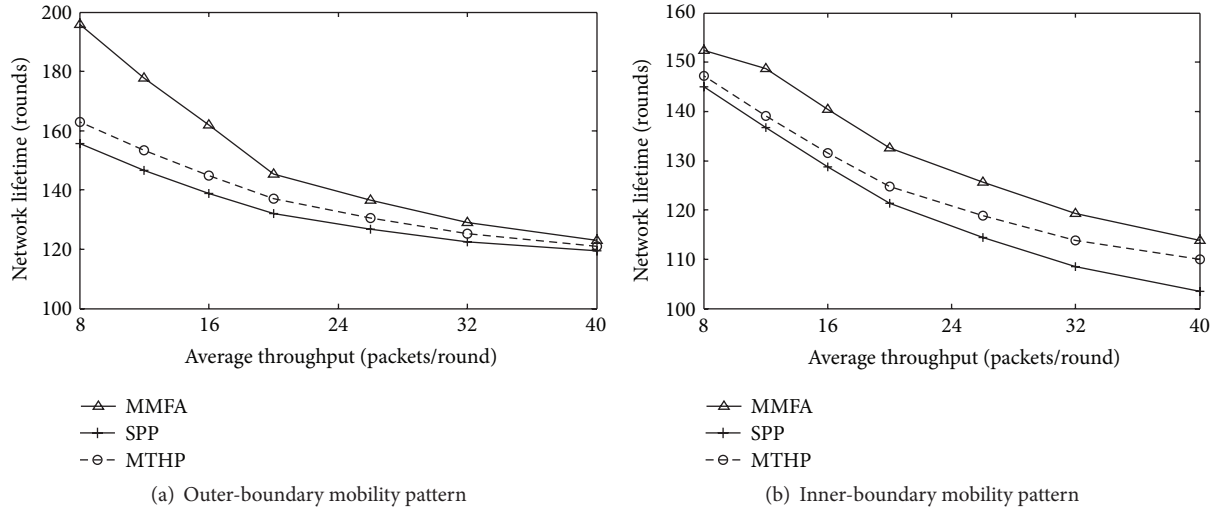 Network lifetime (rounds)
200
180
160
140
120
100
8
16
24
32
40
Average throughput (packets/round)
MMFA
SPP
MTHP
(a) Outer-boundary mobility pattern
Network lifetime (rounds)
160
150
140
130
120
110
100
8
16
24
32
40
Average throughput (packets/round)
MMFA
SPP
MTHP
(b) Inner-boundary mobility pattern